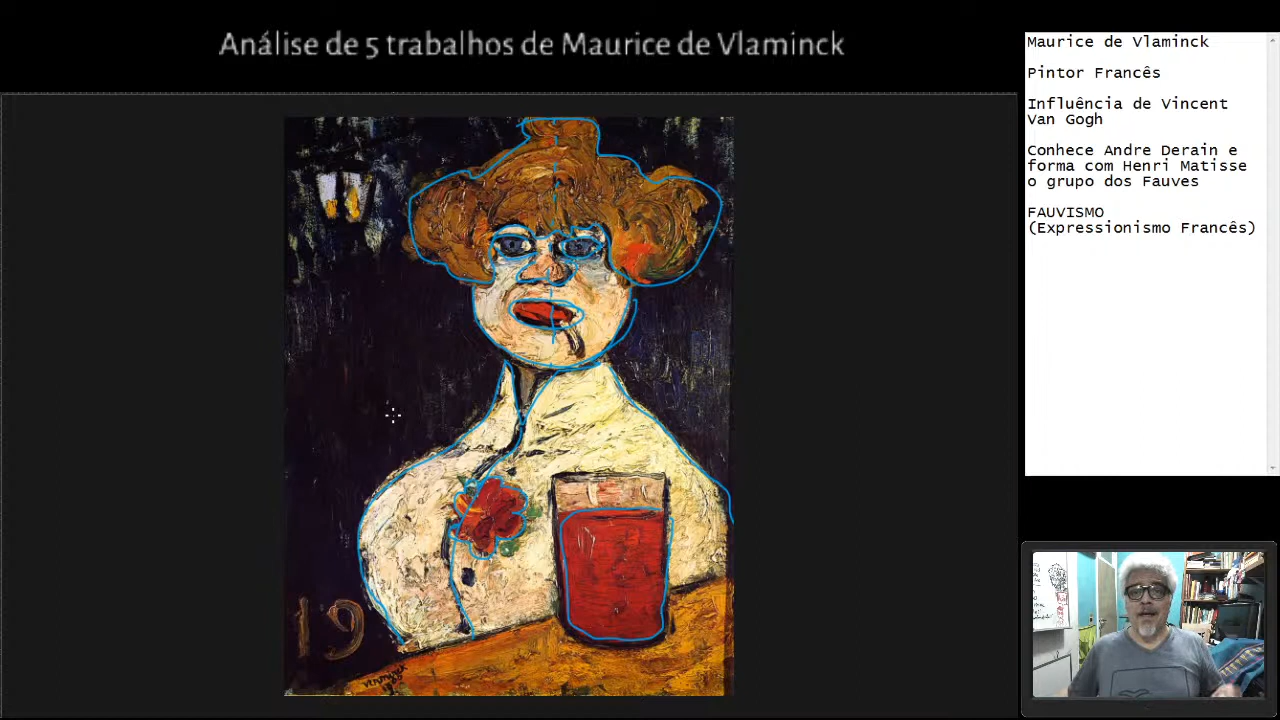 Análise de 5 trabalhos de Maurice de Vlaminck
Maurice de Vlaminck
Pintor Francês
Influência de Vincent
Van Gogh
Conhece Andre Derain e
forma com Henri Matisse
o grupo dos Fauves
FAUVISMO
(Expressionismo Francês)
19